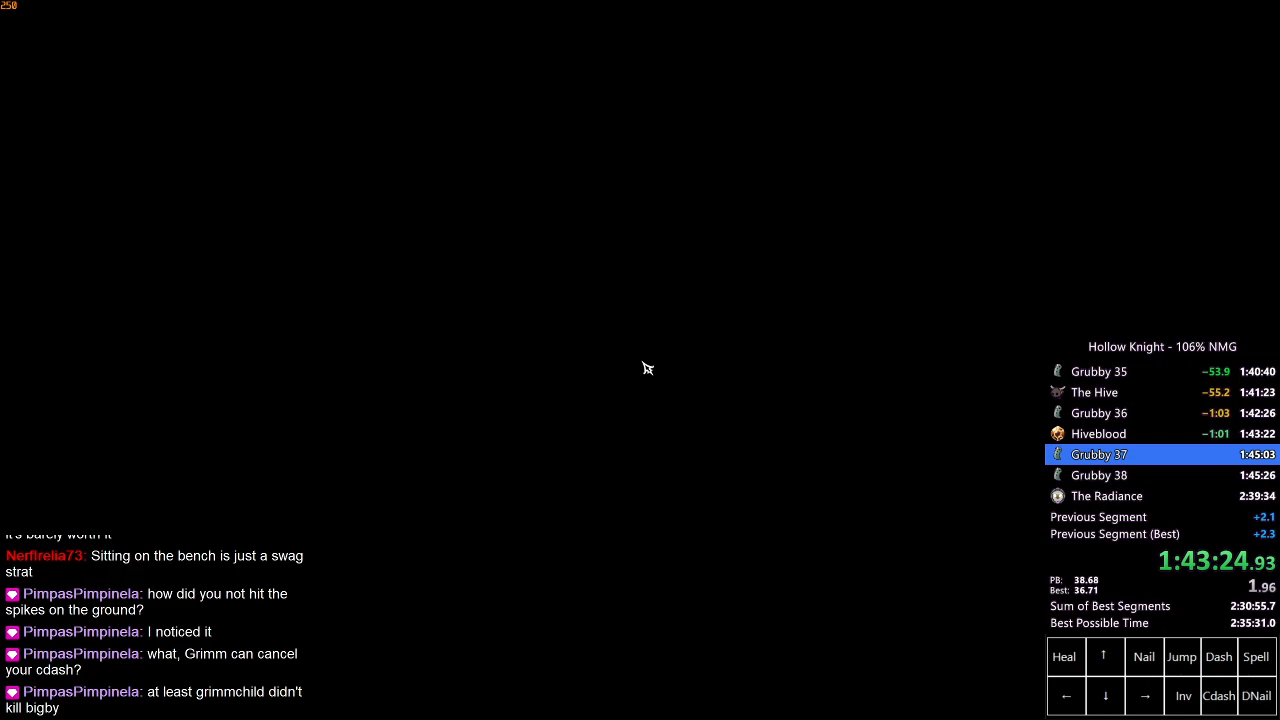 250
Hollow Knight - 106% NMG
Grubby 35 −53.9 1:40:40
The Hive −55.2 1:41:23
Grubby 36 −1:03 1:42:26
Hiveblood −1:01 1:43:22
Grubby 37 1:45:03
Grubby 38 1:45:26
The Radiance 2:39:34
Previous Segment +2.1
Previous Segment (Best) +2.3
1:43:24.93
PB: 38.68
Best: 36.71
1.96
Sum of Best Segments 2:30:55.7
Best Possible Time 2:35:31.0
Heal ↑ Nail Jump Dash Spell
← ↓ → Inv Cdash DNail
it's barely worth it
NerfIrelia73: Sitting on the bench is just a swag
strat
PimpasPimpinela: how did you not hit the
spikes on the ground?
PimpasPimpinela: I noticed it
PimpasPimpinela: what, Grimm can cancel
your cdash?
PimpasPimpinela: at least grimmchild didn't
kill bigby